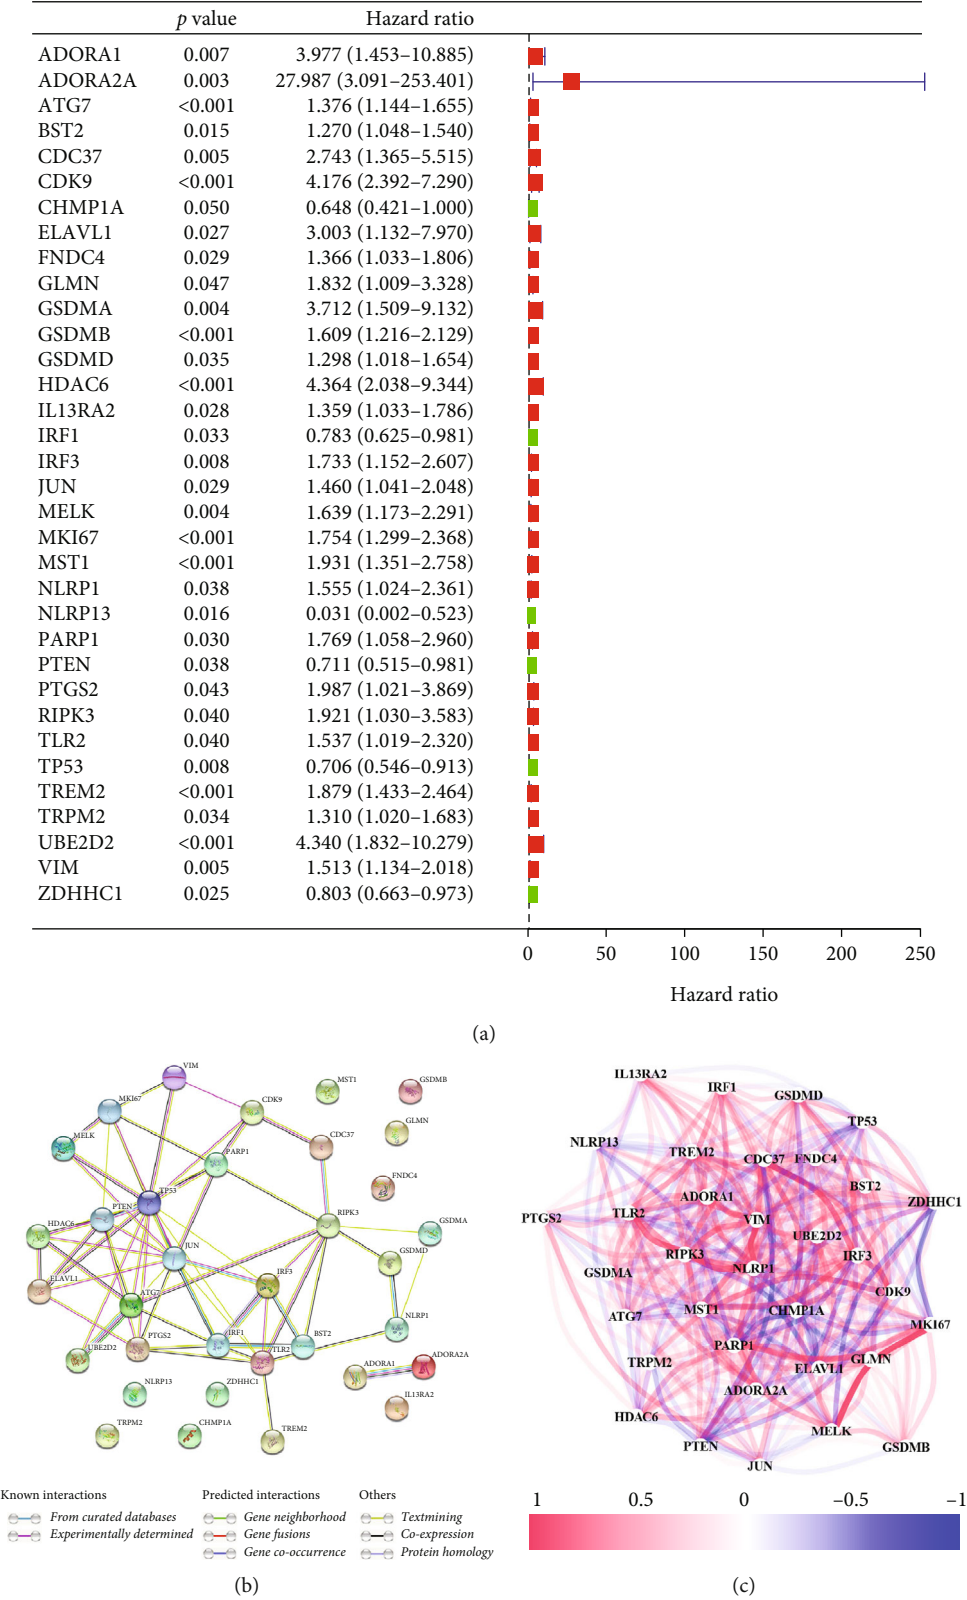 p value Hazard ratio
ADORA1 0.007 3.977 (1.453–10.885)
ADORA2A 0.003 27.987 (3.091–253.401)
ATG7 <0.001 1.376 (1.144–1.655)
BST2 0.015 1.270 (1.048–1.540)
CDC37 0.005 2.743 (1.365–5.515)
CDK9 <0.001 4.176 (2.392–7.290)
CHMP1A 0.050 0.648 (0.421–1.000)
ELAVL1 0.027 3.003 (1.132–7.970)
FNDC4 0.029 1.366 (1.033–1.806)
GLMN 0.047 1.832 (1.009–3.328)
GSDMA 0.004 3.712 (1.509–9.132)
GSDMB <0.001 1.609 (1.216–2.129)
GSDMD 0.035 1.298 (1.018–1.654)
HDAC6 <0.001 4.364 (2.038–9.344)
IL13RA2 0.028 1.359 (1.033–1.786)
IRF1 0.033 0.783 (0.625–0.981)
IRF3 0.008 1.733 (1.152–2.607)
JUN 0.029 1.460 (1.041–2.048)
MELK 0.004 1.639 (1.173–2.291)
MKI67 <0.001 1.754 (1.299–2.368)
MST1 <0.001 1.931 (1.351–2.758)
NLRP1 0.038 1.555 (1.024–2.361)
NLRP13 0.016 0.031 (0.002–0.523)
PARP1 0.030 1.769 (1.058–2.960)
PTEN 0.038 0.711 (0.515–0.981)
PTGS2 0.043 1.987 (1.021–3.869)
RIPK3 0.040 1.921 (1.030–3.583)
TLR2 0.040 1.537 (1.019–2.320)
TP53 0.008 0.706 (0.546–0.913)
TREM2 <0.001 1.879 (1.433–2.464)
TRPM2 0.034 1.310 (1.020–1.683)
UBE2D2 <0.001 4.340 (1.832–10.279)
VIM 0.005 1.513 (1.134–2.018)
ZDHHC1 0.025 0.803 (0.663–0.973)
0 50 100 150 200 250
Hazard ratio
(a)
VIM
MST1
GSDMB
MKI67
CDK9
GLMN
MELK
CDC37
PARP1
FNDC4
TP53
PTEN
RIPK3
HDAC6
GSDMA
JUN
GSDMD
IRF3
ELAVL1
ATG7
NLRP1
PTGS2
IRF1
BST2
UBE2D2
TLR2
ADORA1
ADORA2A
NLRP13
ZDHHC1
IL13RA2
TRPM2
CHMP1A
TREM2
Known interactions
From curated databases
Experimentally determined
Predicted interactions
Gene neighborhood
Gene fusions
Gene co-occurrence
Others
Textmining
Co-expression
Protein homology
(b)
IL13RA2
IRF1
GSDMD
TP53
NLRP13
TREM2
CDC37
FNDC4
BST2
ADORA1
ZDHHC1
PTGS2
TLR2
VIM
UBE2D2
RIPK3
IRF3
NLRP1
GSDMA
CDK9
ATG7
MST1
CHMP1A
MKI67
PARP1
TRPM2
ELAVL1
GLMN
ADORA2A
HDAC6
MELK
PTEN
GSDMB
JUN
1 0.5 0 −0.5 −1
(c)